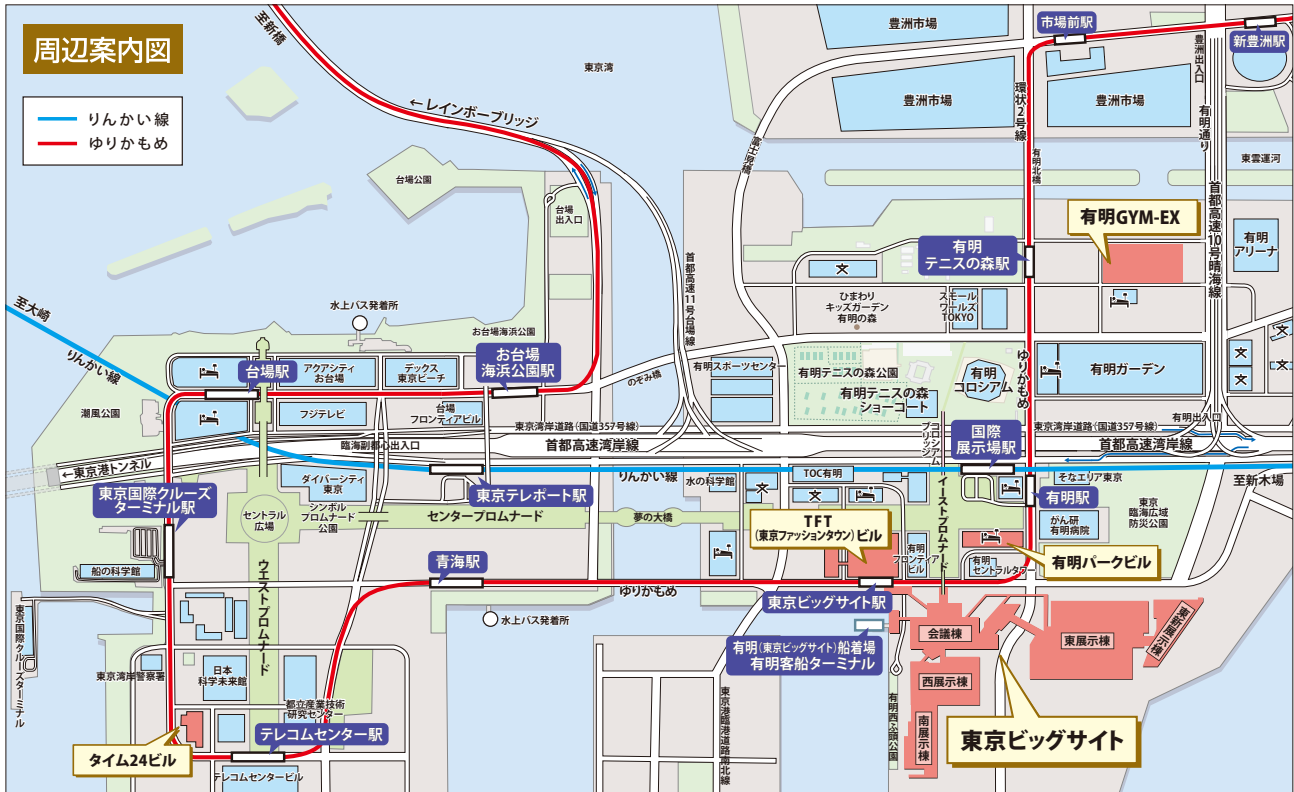 周辺案内図
りんかい線
ゆりかもめ
至新橋
←レインボーブリッジ
東京湾
豊洲市場
市場前駅
新豊洲駅
豊洲出入口
豊洲市場
豊洲市場
環状2号線
有明通り
富士見橋
有明北橋
東雲運河
首都高速10号晴海線
台場公園
台場
出入口
有明GYM-EX
有明
アリーナ
有明
テニスの森駅
首都高速11号台場線
文
ひまわり
キッズガーデン
有明の森
スモール
ワールズ
TOKYO
至大崎
りんかい線
水上バス発着所
お台場海浜公園
お台場
海浜公園駅
台場駅
アクアシティ
お台場
デックス
東京ビーチ
のぞみ橋
有明スポーツセンター
有明テニスの森公園
有明テニスの森
ショーコート
有明
コロシアム
ゆりかもめ
有明ガーデン
文
文
文
文
潮風公園
フジテレビ
台場
フロンティアビル
東京湾岸道路(国道357号線)
首都高速湾岸線
臨海副都心出入口
コロシアム
ブリッジ
国際
展示場駅
東京湾岸道路(国道357号線)
有明出入口
首都高速湾岸線
←東京港トンネル
東京国際クルーズ
ターミナル駅
ダイバーシティ
東京
シンボル
プロムナード
公園
東京テレポート駅
りんかい線
水の科学館
TOC有明
文
文
イーストプロムナード
有明駅
そなエリア東京
至新木場
セントラル
広場
センタープロムナード
夢の大橋
TFT
(東京ファッションタウン)ビル
がん研
有明病院
東京
臨海広域
防災公園
船の科学館
青海駅
有明
フロンティア
ビル
有明
セントラルタワー
有明パークビル
ウエストプロムナード
ゆりかもめ
東京ビッグサイト駅
水上バス発着所
有明(東京ビッグサイト)船着場
有明客船ターミナル
会議棟
東展示棟
東新展示棟
東京国際クルーズターミナル
東京湾岸警察署
日本
科学未来館
西展示棟
都立産業技術
研究センター
テレコムセンター駅
南展示棟
有明西ふ頭公園
東京港臨港道路南北線
東京ビッグサイト
タイム24ビル
テレコムセンタービル